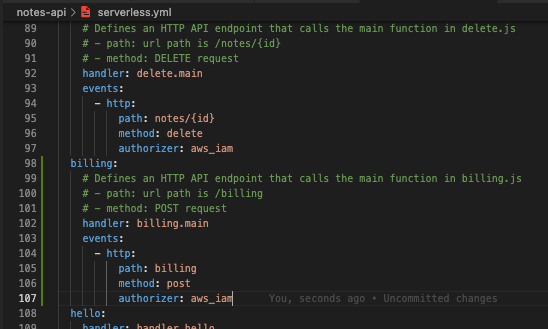 notes-api > serverless.yml
89 # Defines an HTTP API endpoint that calls the main function in delete.js
90 # - path: url path is /notes/{id}
91 # - method: DELETE request
92 handler: delete.main
93 events:
94 - http:
95 path: notes/{id}
96 method: delete
97 authorizer: aws_iam
98 billing:
99 # Defines an HTTP API endpoint that calls the main function in billing.js
100 # - path: url path is /billing
101 # - method: POST request
102 handler: billing.main
103 events:
104 - http:
105 path: billing
106 method: post
107 authorizer: aws_iam You, seconds ago • Uncommitted changes
108 hello:
109 handler: handler.hello